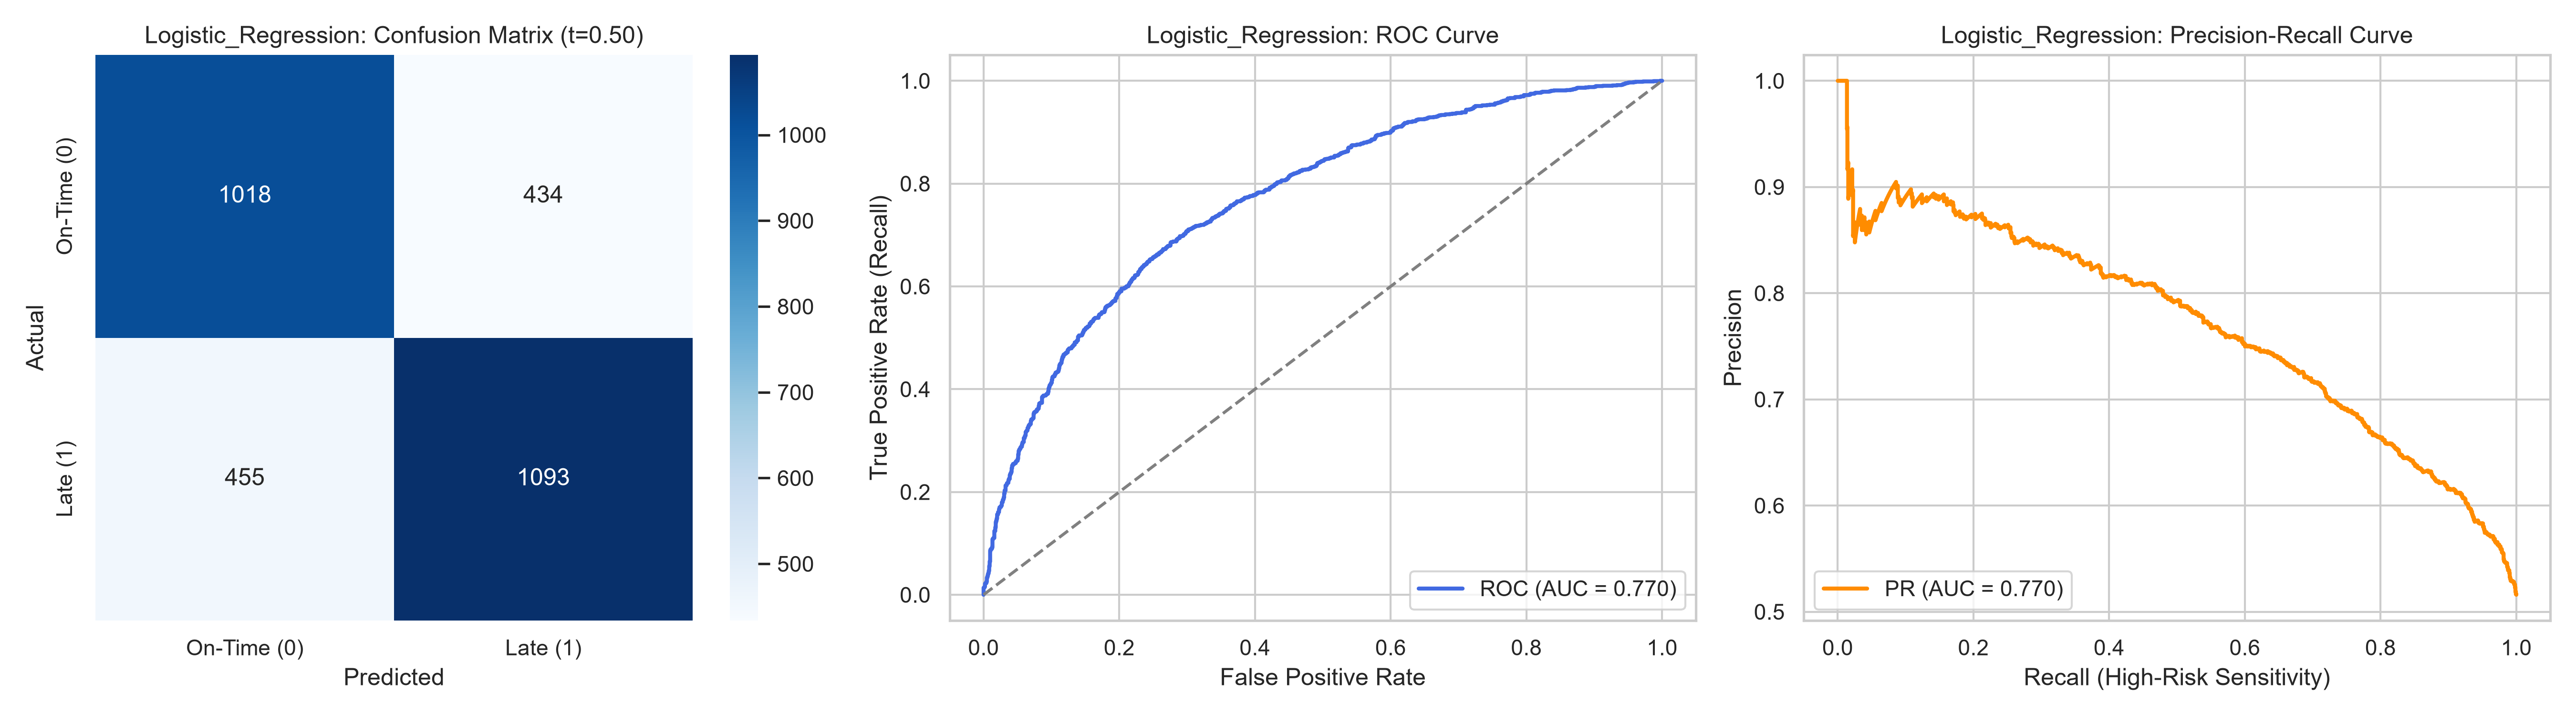 Logistic_Regression: Confusion Matrix (t=0.50)
Actual
On-Time (0)
Late (1)
1018
434
455
1093
On-Time (0)
Late (1)
Predicted
1000
900
800
700
600
500
Logistic_Regression: ROC Curve
True Positive Rate (Recall)
1.0
0.8
0.6
0.4
0.2
0.0
ROC (AUC = 0.770)
0.0
0.2
0.4
0.6
0.8
1.0
False Positive Rate
Logistic_Regression: Precision-Recall Curve
Precision
1.0
0.9
0.8
0.7
0.6
0.5
PR (AUC = 0.770)
0.0
0.2
0.4
0.6
0.8
1.0
Recall (High-Risk Sensitivity)